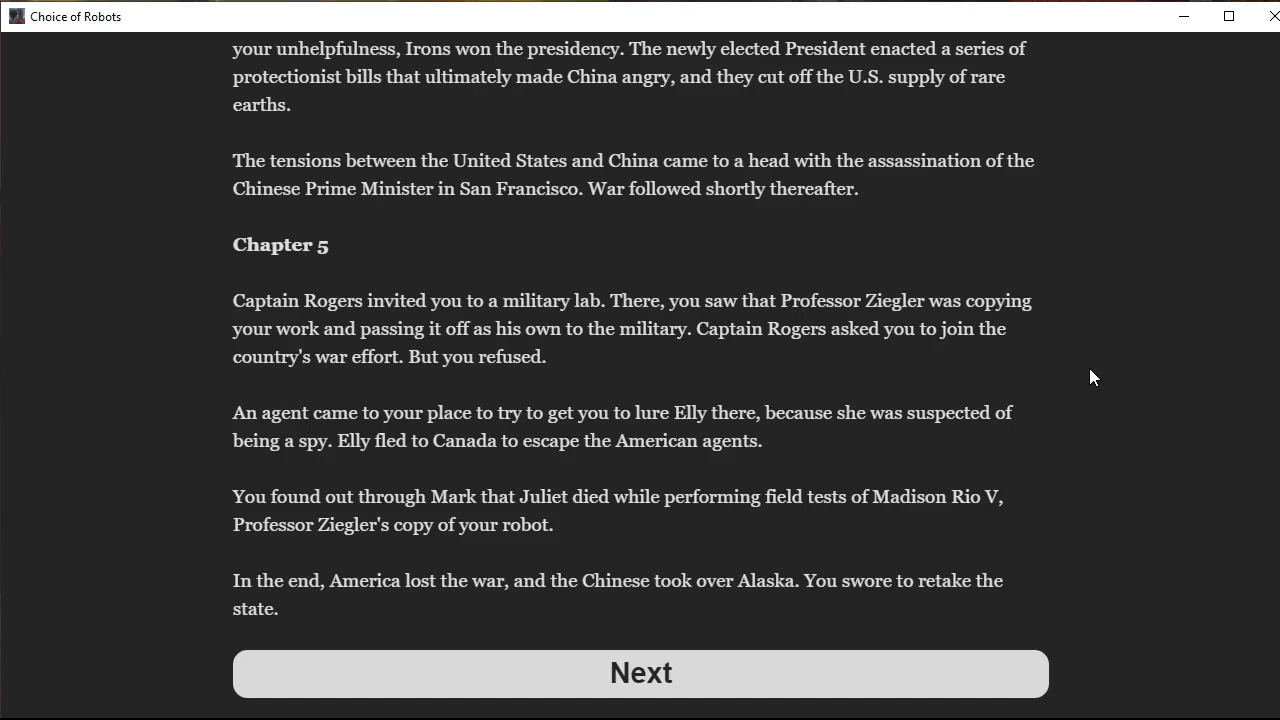 Choice of Robots
your unhelpfulness, Irons won the presidency. The newly elected President enacted a series of
protectionist bills that ultimately made China angry, and they cut off the U.S. supply of rare
earths.
The tensions between the United States and China came to a head with the assassination of the
Chinese Prime Minister in San Francisco. War followed shortly thereafter.
Chapter 5
Captain Rogers invited you to a military lab. There, you saw that Professor Ziegler was copying
your work and passing it off as his own to the military. Captain Rogers asked you to join the
country's war effort. But you refused.
An agent came to your place to try to get you to lure Elly there, because she was suspected of
being a spy. Elly fled to Canada to escape the American agents.
You found out through Mark that Juliet died while performing field tests of Madison Rio V,
Professor Ziegler's copy of your robot.
In the end, America lost the war, and the Chinese took over Alaska. You swore to retake the
state.
Next